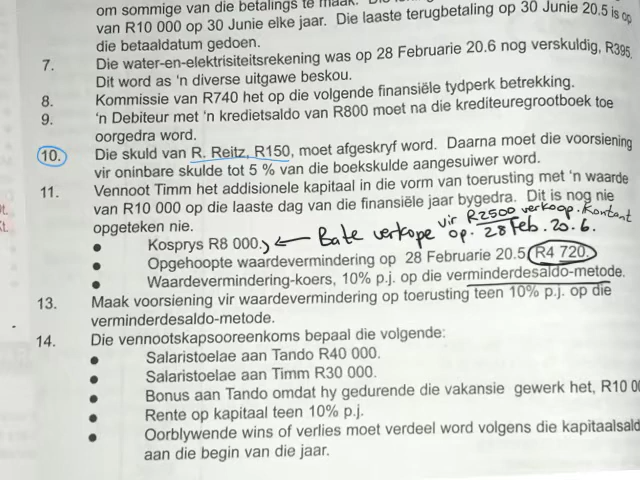 om sommige van die betalings te maak. Die
van R10 000 op 30 Junie elke jaar. Die laaste terugbetaling op 30 Junie 20.5 is op
die betaaldatum gedoen.
7. Die water-en-elektrisiteitsrekening was op 28 Februarie 20.6 nog verskuldig, R395.
Dit word as 'n diverse uitgawe beskou.
8. Kommissie van R740 het op die volgende finansiële tydperk betrekking.
9. 'n Debiteur met 'n kredietsaldo van R800 moet na die krediteuregrootboek toe
oorgedra word.
10. Die skuld van R. Reitz, R150, moet afgeskryf word. Daarna moet die voorsiening
vir oninbare skulde tot 5 % van die boekskulde aangesuiwer word.
11. Vennoot Timm het addisionele kapitaal in die vorm van toerusting met 'n waarde
van R10 000 op die laaste dag van die finansiële jaar bygedra. Dit is nog nie
opgeteken nie.
Bate verkope vir R2500 verkoop. Kontant
op. 28 Feb. 20.6.
• Kosprys R8 000.
• Opgehoopte waardevermindering op 28 Februarie 20.5 R4 720.
• Waardevermindering-koers, 10% p.j. op die verminderdesaldo-metode.
13. Maak voorsiening vir waardevermindering op toerusting teen 10% p.j. op die
verminderdesaldo-metode.
14. Die vennootskapsooreenkoms bepaal die volgende:
• Salaristoelae aan Tando R40 000.
• Salaristoelae aan Timm R30 000.
• Bonus aan Tando omdat hy gedurende die vakansie gewerk het, R10 00
• Rente op kapitaal teen 10% p.j.
• Oorblywende wins of verlies moet verdeel word volgens die kapitaalsald
aan die begin van die jaar.